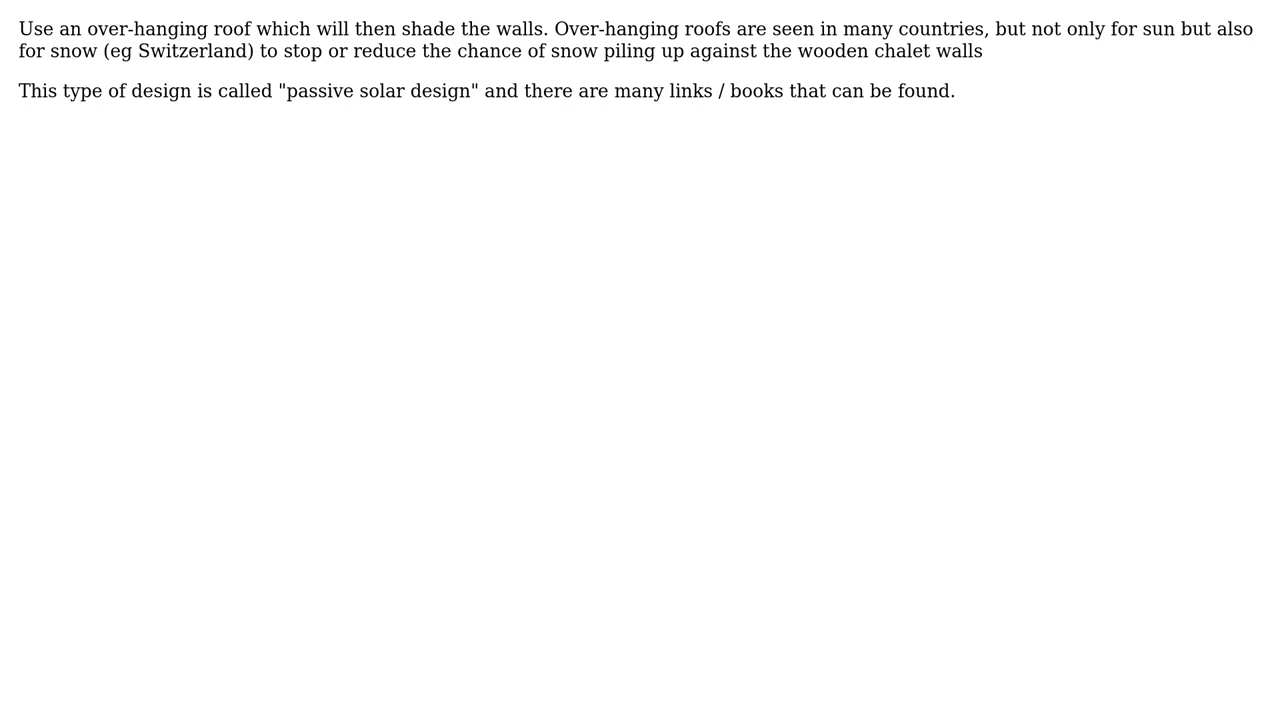 Use an over-hanging roof which will then shade the walls. Over-hanging roofs are seen in many countries, but not only for sun but also
for snow (eg Switzerland) to stop or reduce the chance of snow piling up against the wooden chalet walls
This type of design is called "passive solar design" and there are many links / books that can be found.